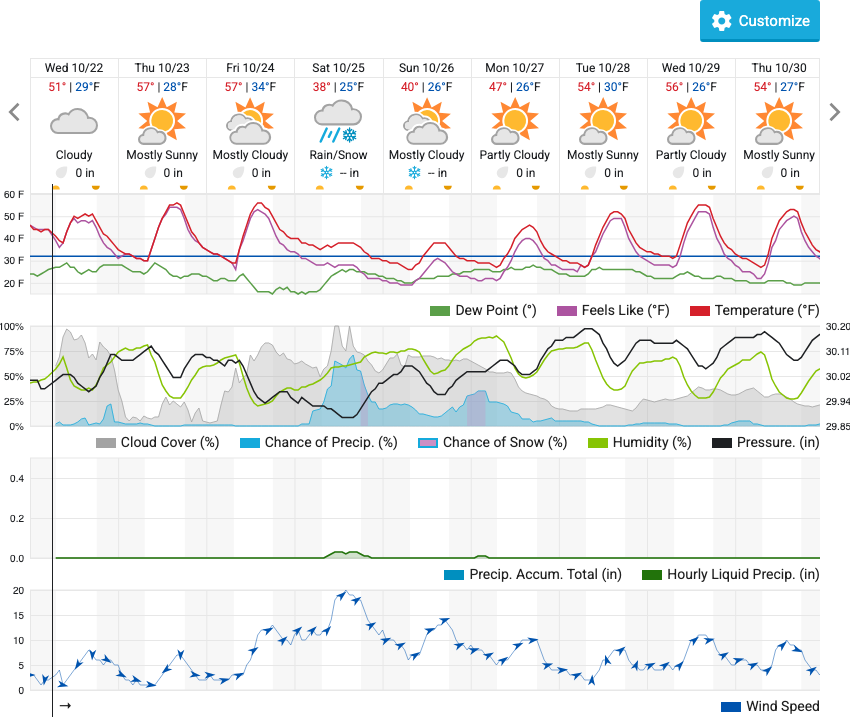 Customize
Wed 10/22 Thu 10/23 Fri 10/24 Sat 10/25 Sun 10/26 Mon 10/27 Tue 10/28 Wed 10/29 Thu 10/30
51° | 29°F 57° | 28°F 57° | 34°F 38° | 25°F 40° | 26°F 47° | 26°F 54° | 30°F 56° | 26°F 54° | 27°F
Cloudy Mostly Sunny Mostly Cloudy Rain/Snow Mostly Cloudy Partly Cloudy Mostly Sunny Partly Cloudy Mostly Sunny
0 in 0 in 0 in -- in -- in 0 in 0 in 0 in 0 in
60 F
50 F
40 F
30 F
20 F
Dew Point (°) Feels Like (°F) Temperature (°F)
100% 30.20
75% 30.11
50% 30.02
25% 29.94
0% 29.85
Cloud Cover (%) Chance of Precip. (%) Chance of Snow (%) Humidity (%) Pressure. (in)
0.4
0.2
0.0
Precip. Accum. Total (in) Hourly Liquid Precip. (in)
20
15
10
5
0
Wind Speed